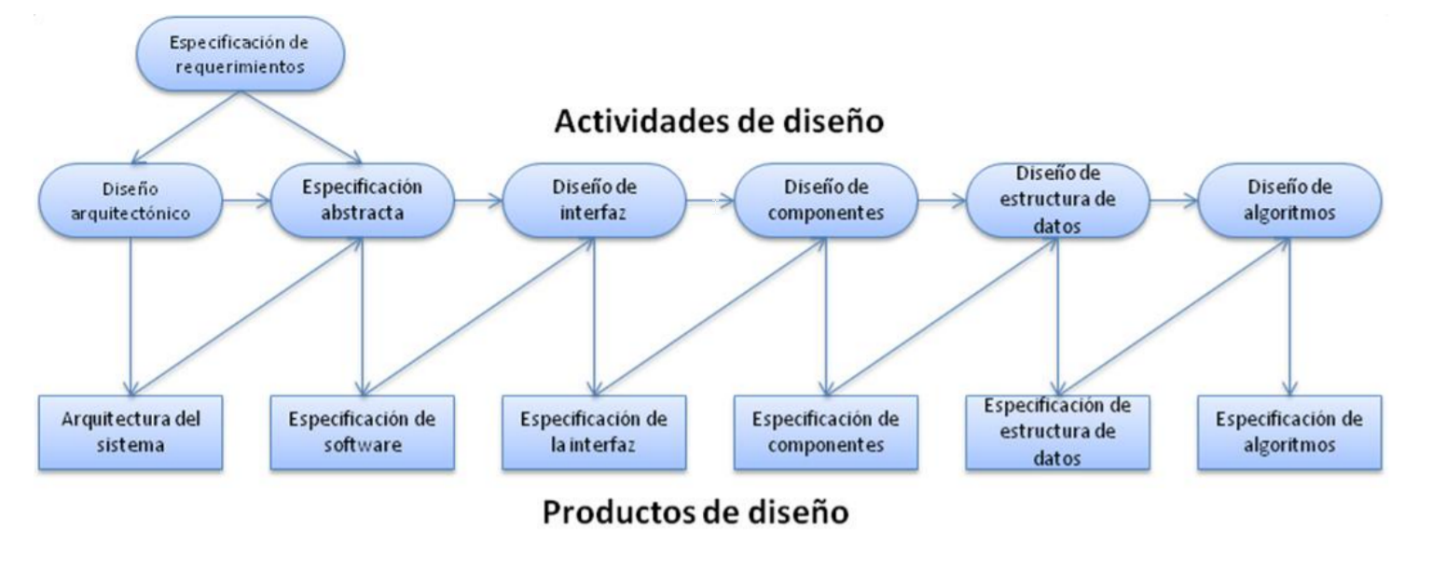 Especificación de
requerimientos
Actividades de diseño
Diseño
arquitectónico
Especificación
abstracta
Diseño de
interfaz
Diseño de
componentes
Diseño de
estructura de
datos
Diseño de
algoritmos
Arquitectura del
sistema
Especificación de
software
Especificación de
la interfaz
Especificación de
componentes
Especificación de
estructura de
datos
Especificación de
algoritmos
Productos de diseño